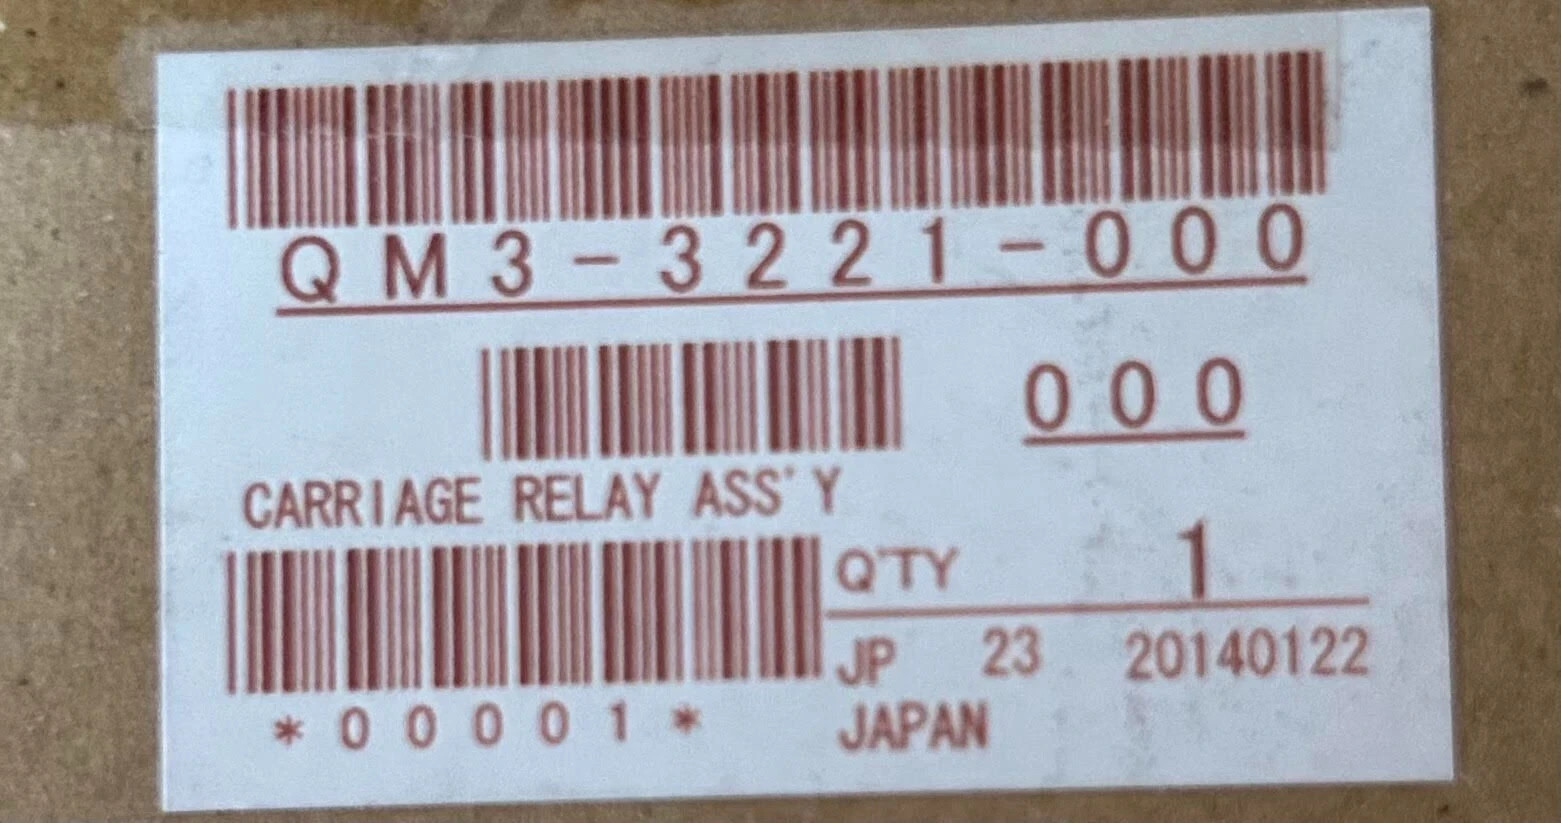 QM3-3221-000
000
CARRIAGE RELAY ASS'Y
Q'TY 1
JP 23 20140122
*00001* JAPAN